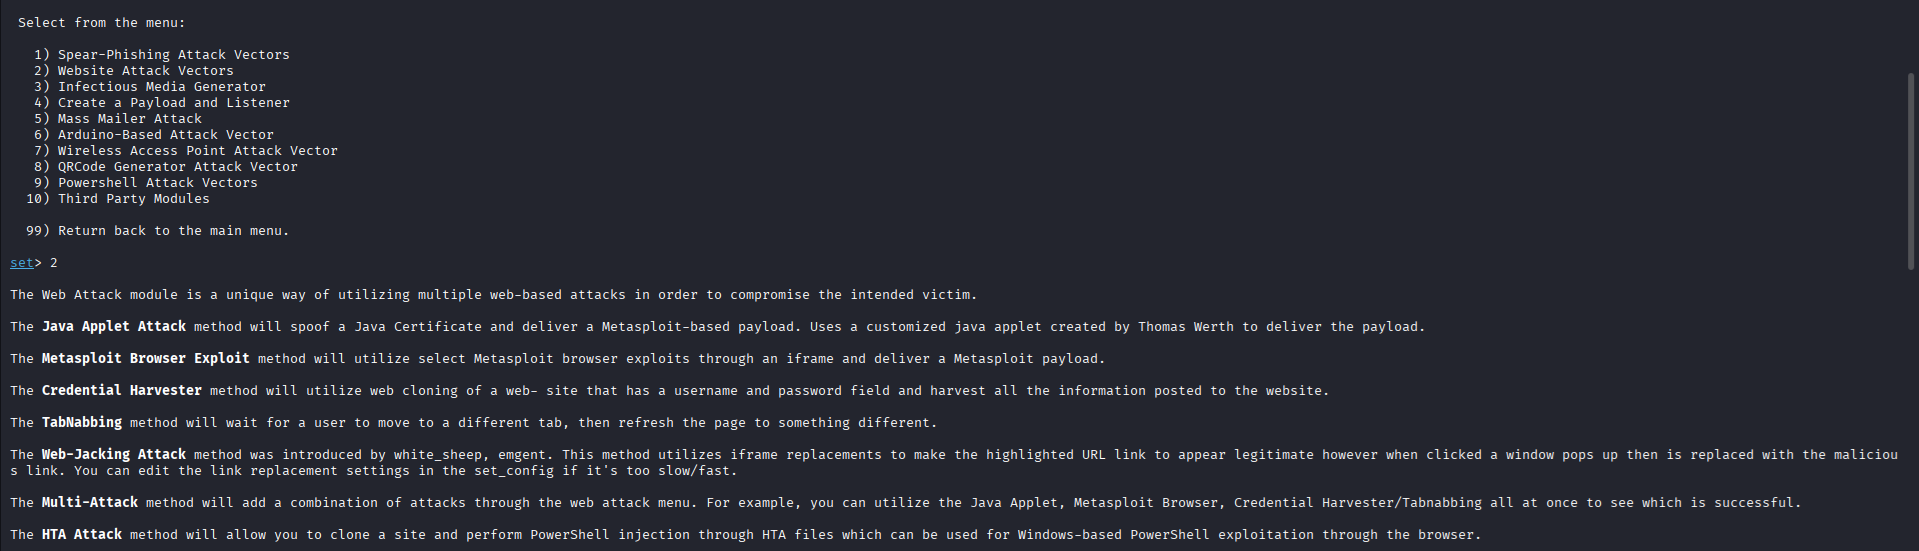 Select from the menu:
1) Spear-Phishing Attack Vectors
2) Website Attack Vectors
3) Infectious Media Generator
4) Create a Payload and Listener
5) Mass Mailer Attack
6) Arduino-Based Attack Vector
7) Wireless Access Point Attack Vector
8) QRCode Generator Attack Vector
9) Powershell Attack Vectors
10) Third Party Modules
99) Return back to the main menu.
set> 2
The Web Attack module is a unique way of utilizing multiple web-based attacks in order to compromise the intended victim.
The Java Applet Attack method will spoof a Java Certificate and deliver a Metasploit-based payload. Uses a customized java applet created by Thomas Werth to deliver the payload.
The Metasploit Browser Exploit method will utilize select Metasploit browser exploits through an iframe and deliver a Metasploit payload.
The Credential Harvester method will utilize web cloning of a web- site that has a username and password field and harvest all the information posted to the website.
The TabNabbing method will wait for a user to move to a different tab, then refresh the page to something different.
The Web-Jacking Attack method was introduced by white_sheep, emgent. This method utilizes iframe replacements to make the highlighted URL link to appear legitimate however when clicked a window pops up then is replaced with the maliciou
s link. You can edit the link replacement settings in the set_config if it's too slow/fast.
The Multi-Attack method will add a combination of attacks through the web attack menu. For example, you can utilize the Java Applet, Metasploit Browser, Credential Harvester/Tabnabbing all at once to see which is successful.
The HTA Attack method will allow you to clone a site and perform PowerShell injection through HTA files which can be used for Windows-based PowerShell exploitation through the browser.